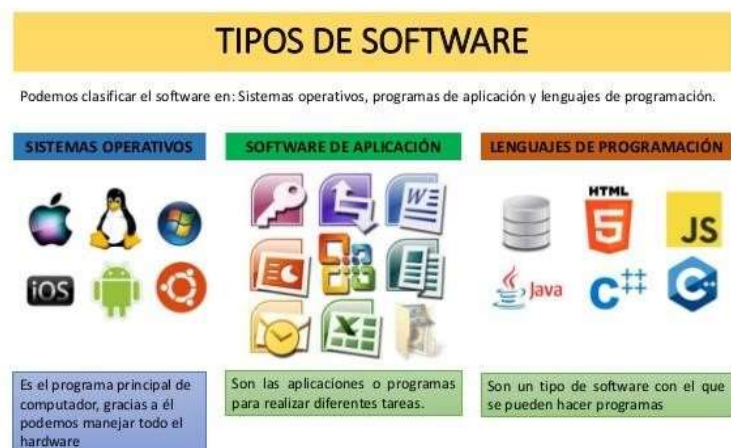 TIPOS DE SOFTWARE
Podemos clasificar el software en: Sistemas operativos, programas de aplicación y lenguajes de programación.
SISTEMAS OPERATIVOS
SOFTWARE DE APLICACIÓN
LENGUAJES DE PROGRAMACIÓN
iOS
W
X
HTML
5
JS
Java
C++
C++
Es el programa principal de
computador, gracias a él
podemos manejar todo el
hardware
Son las aplicaciones o programas
para realizar diferentes tareas.
Son un tipo de software con el que
se pueden hacer programas